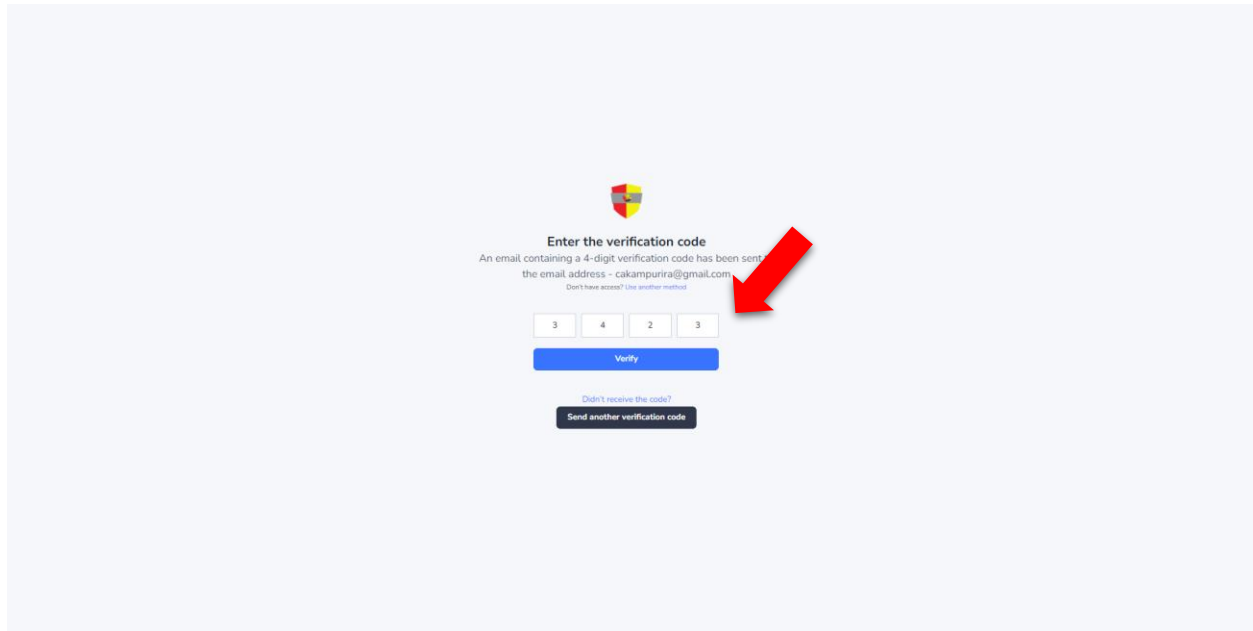 Enter the verification code
An email containing a 4-digit verification code has been sent
the email address - cakampurira@gmail.com
Don't have access? Use another method
3 4 2 3
Verify
Didn't receive the code?
Send another verification code